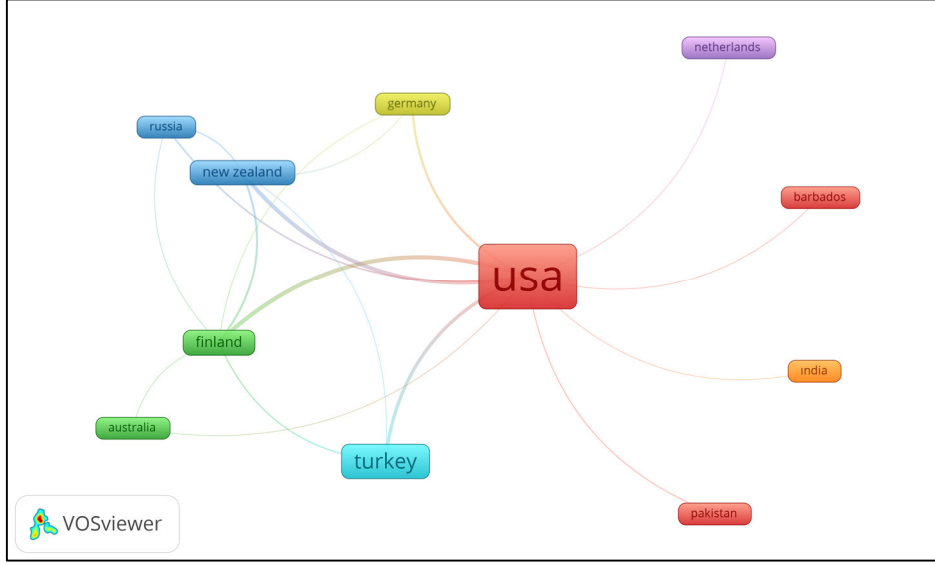 netherlands
germany
russia
new zealand
barbados
usa
finland
ındia
australia
turkey
pakistan
VOSviewer